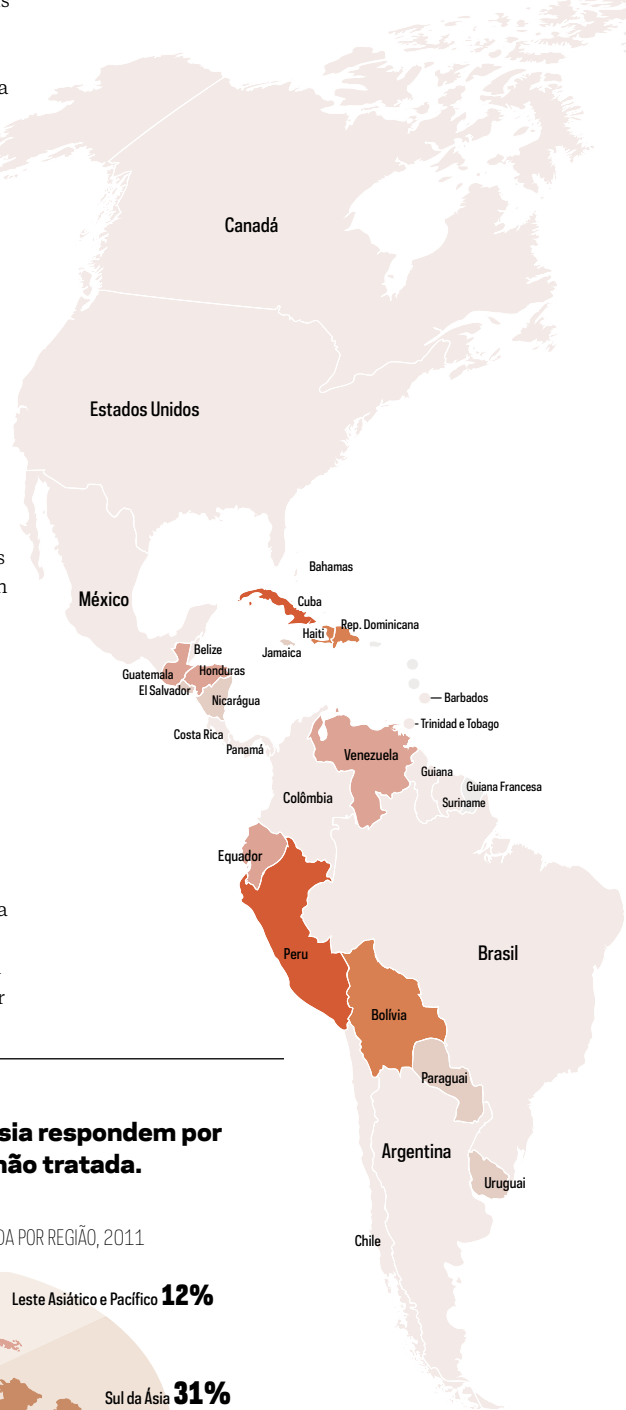 s
a
Canadá
Estados Unidos
s
n
Bahamas
México
Cuba
Rep. Dominicana
Haiti
Jamaica
Belize
Guatemala
Honduras
El Salvador
Nicarágua
Barbados
Trinidad e Tobago
Costa Rica
Panamá
Venezuela
Guiana
Guiana Francesa
Suriname
Colômbia
Equador
a
Peru
Brasil
r
Bolívia
Paraguai
sia respondem por
não tratada.
Argentina
Uruguai
DA POR REGIÃO, 2011
Chile
Leste Asiático e Pacífico 12%
Sul da Ásia 31%